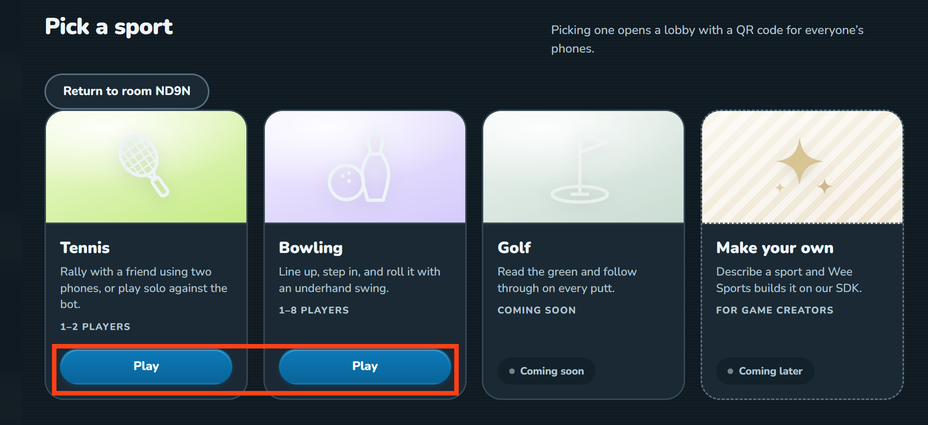 Pick a sport
Picking one opens a lobby with a QR code for everyone's
phones.
Return to room ND9N
Tennis
Rally with a friend using two
phones, or play solo against the
bot.
1–2 PLAYERS
Play
Bowling
Line up, step in, and roll it with
an underhand swing.
1–8 PLAYERS
Play
Golf
Read the green and follow
through on every putt.
COMING SOON
Coming soon
Make your own
Describe a sport and Wee
Sports builds it on our SDK.
FOR GAME CREATORS
Coming later